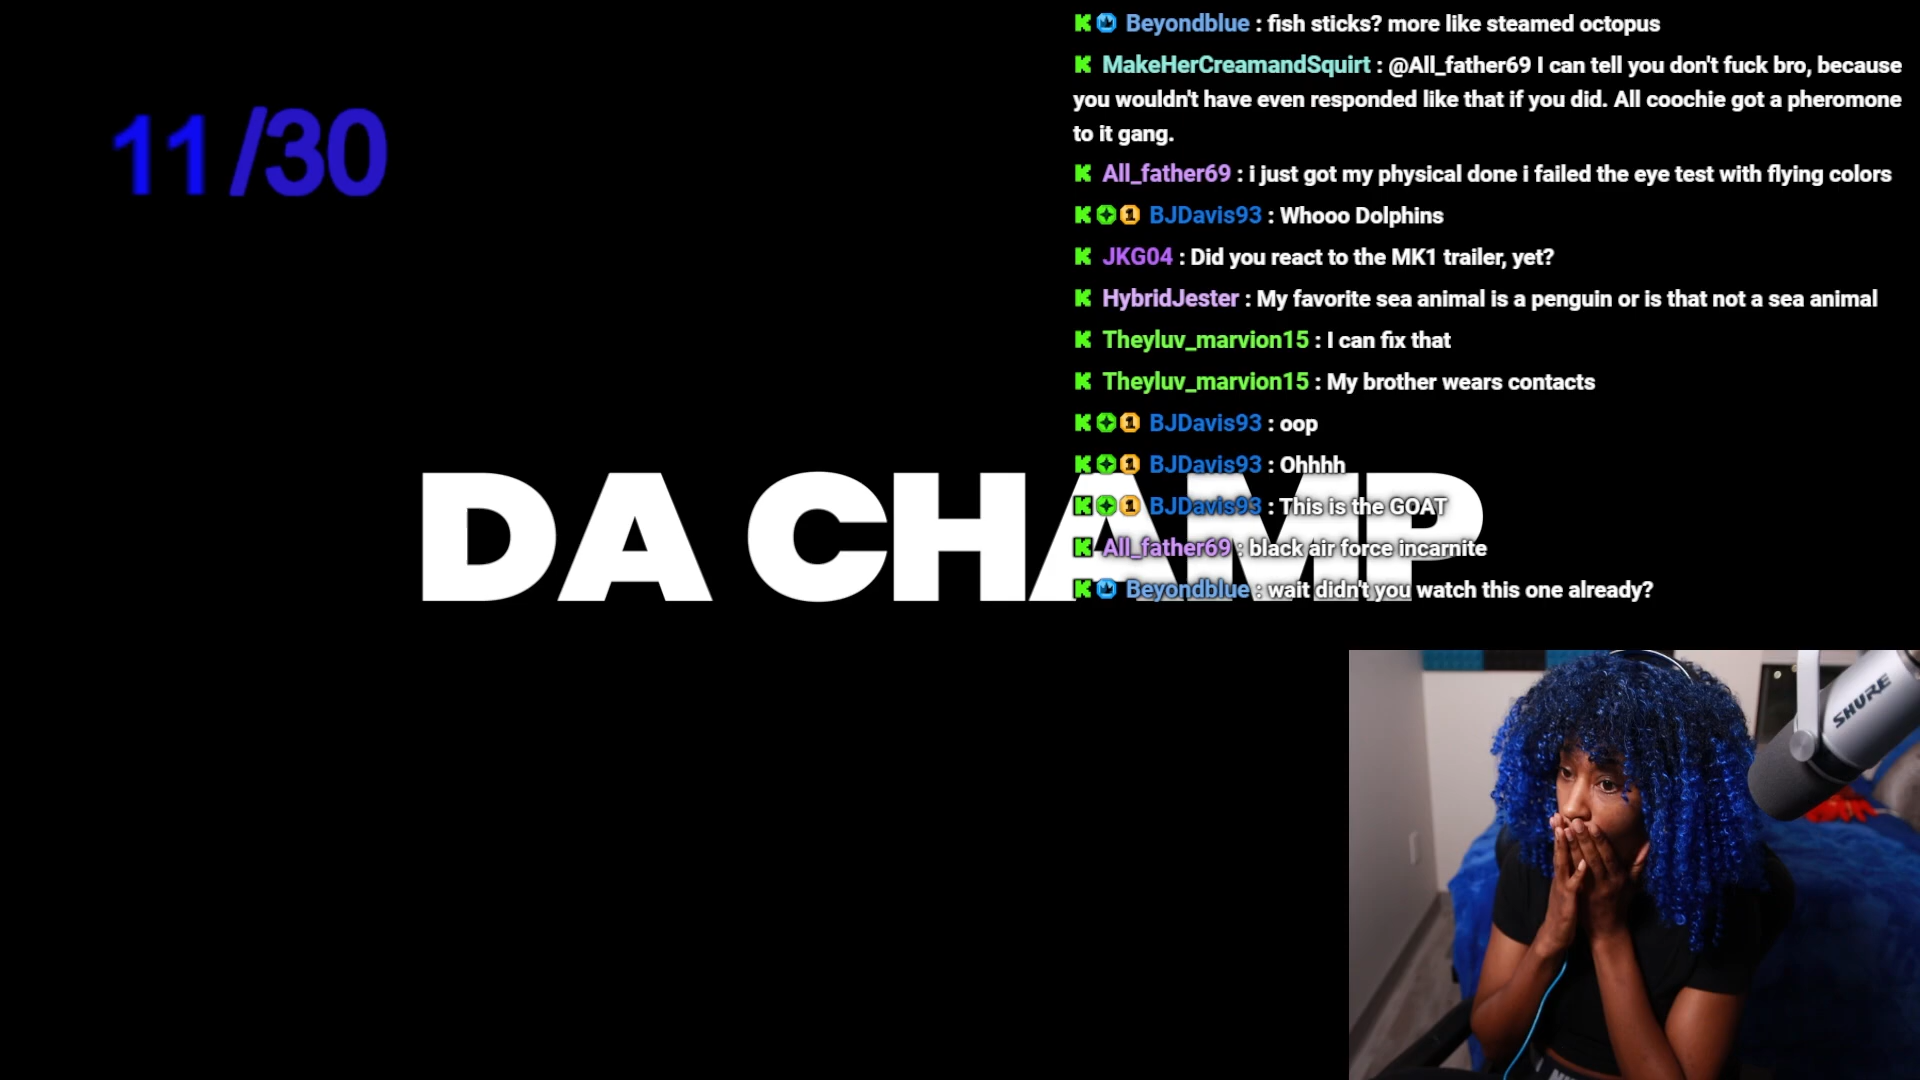 11/30
Beyondblue : fish sticks? more like steamed octopus
MakeHerCreamandSquirt : @All_father69 I can tell you don't fuck bro, because
you wouldn't have even responded like that if you did. All coochie got a pheromone
to it gang.
All_father69 : i just got my physical done i failed the eye test with flying colors
1 BJDavis93 : Whooo Dolphins
JKG04 : Did you react to the MK1 trailer, yet?
HybridJester : My favorite sea animal is a penguin or is that not a sea animal
Theyluv_marvion15 : I can fix that
Theyluv_marvion15 : My brother wears contacts
1 BJDavis93 : oop
1 BJDavis93 : Ohhhh
1 BJDavis93 : This is the GOAT
All_father69 : black air force incarnite
Beyondblue : wait didn't you watch this one already?
DA CHAMP
SHURE